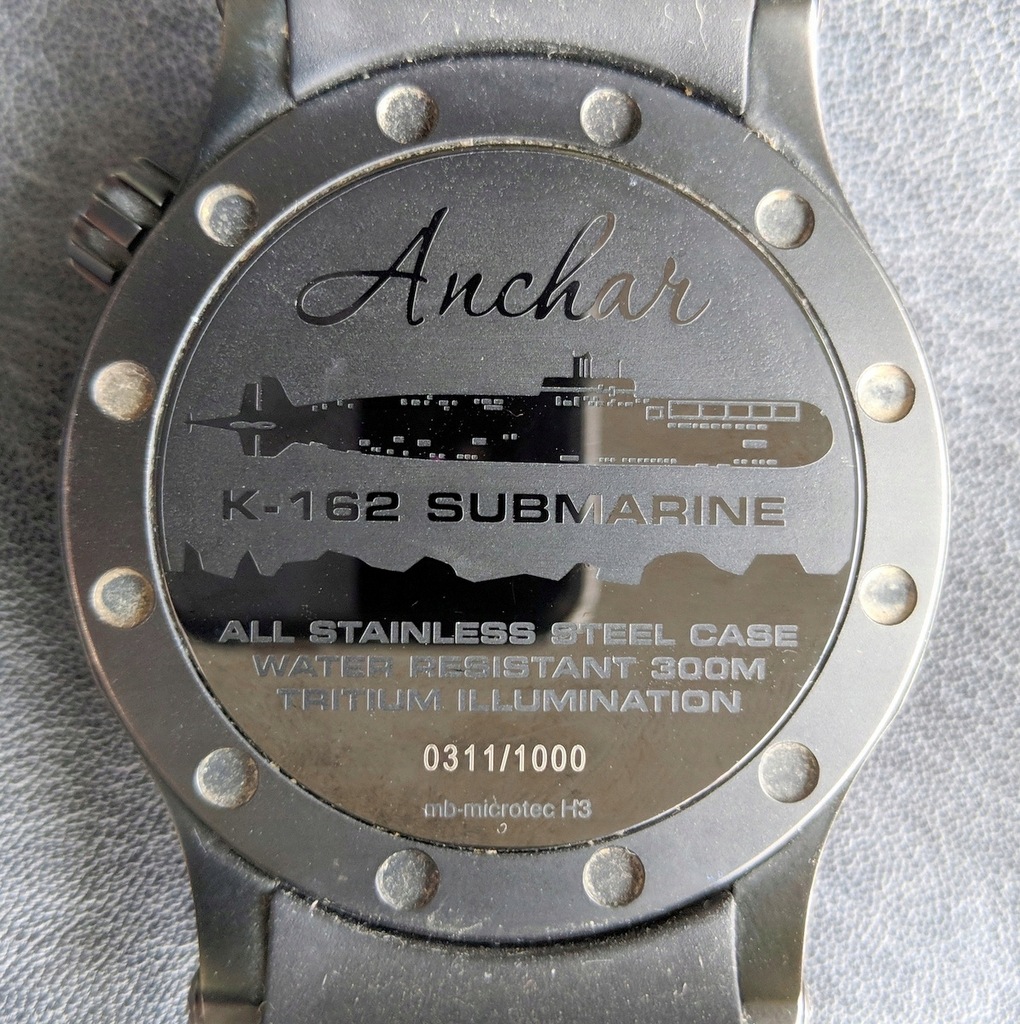 Anchar
K-162 SUBMARINE
ALL STAINLESS STEEL CASE
WATER RESISTANT 300M
TRITIUM ILLUMINATION
0311/1000
mb-microtec H3